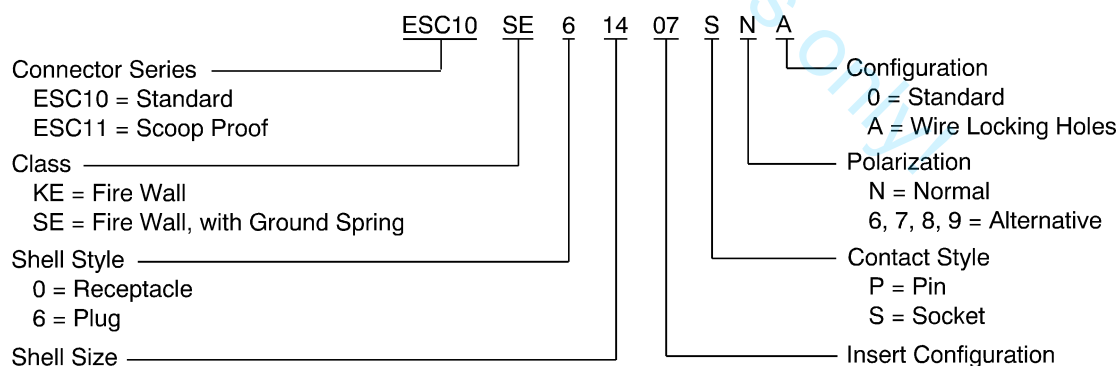 ESC10 SE 6 14 07 S N A
Connector Series
ESC10 = Standard
ESC11 = Scoop Proof
Class
KE = Fire Wall
SE = Fire Wall, with Ground Spring
Shell Style
0 = Receptacle
6 = Plug
Shell Size
Configuration
0 = Standard
A = Wire Locking Holes
Polarization
N = Normal
6, 7, 8, 9 = Alternative
Contact Style
P = Pin
S = Socket
Insert Configuration
only!